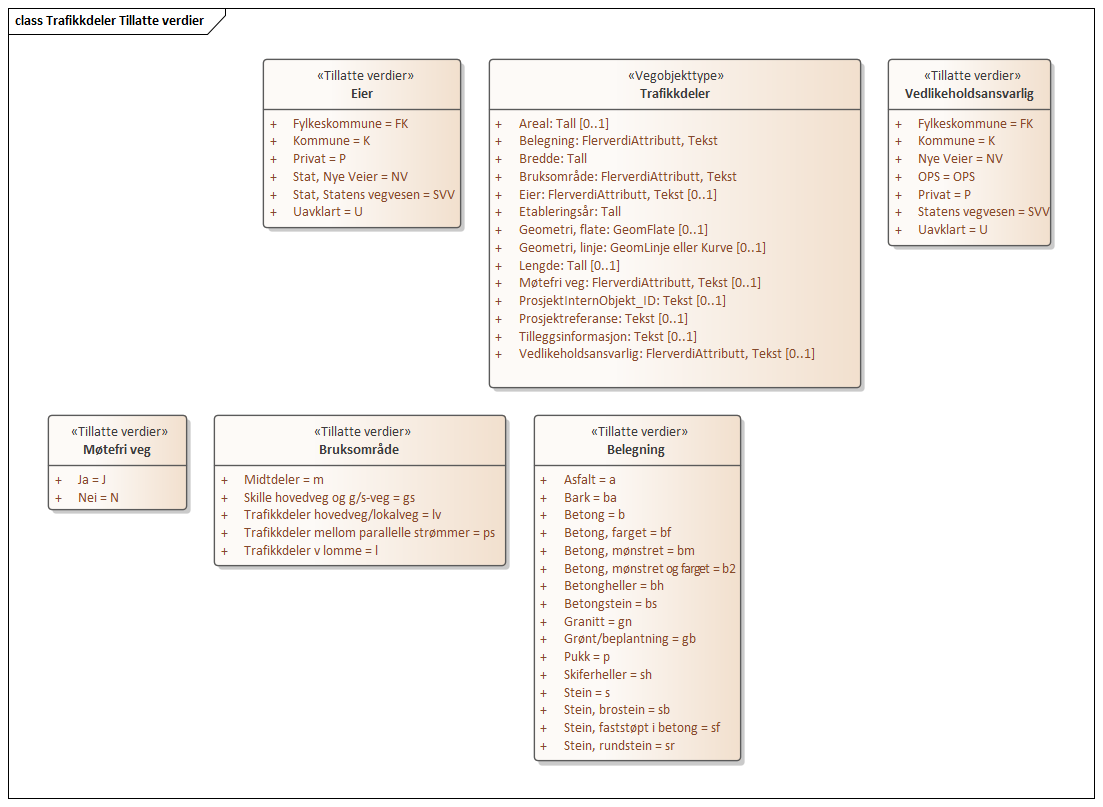 class Trafikkdeler Tillatte verdier
«Tillatte verdier»
Eier
+ Fylkeskommune = FK
+ Kommune = K
+ Privat = P
+ Stat, Nye Veier = NV
+ Stat, Statens vegvesen = SVV
+ Uavklart = U
«Vegobjekttype»
Trafikkdeler
+ Areal: Tall [0..1]
+ Belegning: FlerverdiAttributt, Tekst
+ Bredde: Tall
+ Bruksområde: FlerverdiAttributt, Tekst
+ Eier: FlerverdiAttributt, Tekst [0..1]
+ Etableringsår: Tall
+ Geometri, flate: GeomFlate [0..1]
+ Geometri, linje: GeomLinje eller Kurve [0..1]
+ Lengde: Tall [0..1]
+ Møtefri veg: FlerverdiAttributt, Tekst [0..1]
+ ProsjektInternObjekt_ID: Tekst [0..1]
+ Prosjektreferanse: Tekst [0..1]
+ Tilleggsinformasjon: Tekst [0..1]
+ Vedlikeholdsansvarlig: FlerverdiAttributt, Tekst [0..1]
«Tillatte verdier»
Vedlikeholdsansvarlig
+ Fylkeskommune = FK
+ Kommune = K
+ Nye Veier = NV
+ OPS = OPS
+ Privat = P
+ Statens vegvesen = SVV
+ Uavklart = U
«Tillatte verdier»
Møtefri veg
+ Ja = J
+ Nei = N
«Tillatte verdier»
Bruksområde
+ Midtdeler = m
+ Skille hovedveg og g/s-veg = gs
+ Trafikkdeler hovedveg/lokalveg = lv
+ Trafikkdeler mellom parallelle strømmer = ps
+ Trafikkdeler v lomme = l
«Tillatte verdier»
Belegning
+ Asfalt = a
+ Bark = ba
+ Betong = b
+ Betong, farget = bf
+ Betong, mønstret = bm
+ Betong, mønstret og farget = b2
+ Betongheller = bh
+ Betongstein = bs
+ Granitt = gn
+ Grønt/beplantning = gb
+ Pukk = p
+ Skiferheller = sh
+ Stein = s
+ Stein, brostein = sb
+ Stein, faststøpt i betong = sf
+ Stein, rundstein = sr